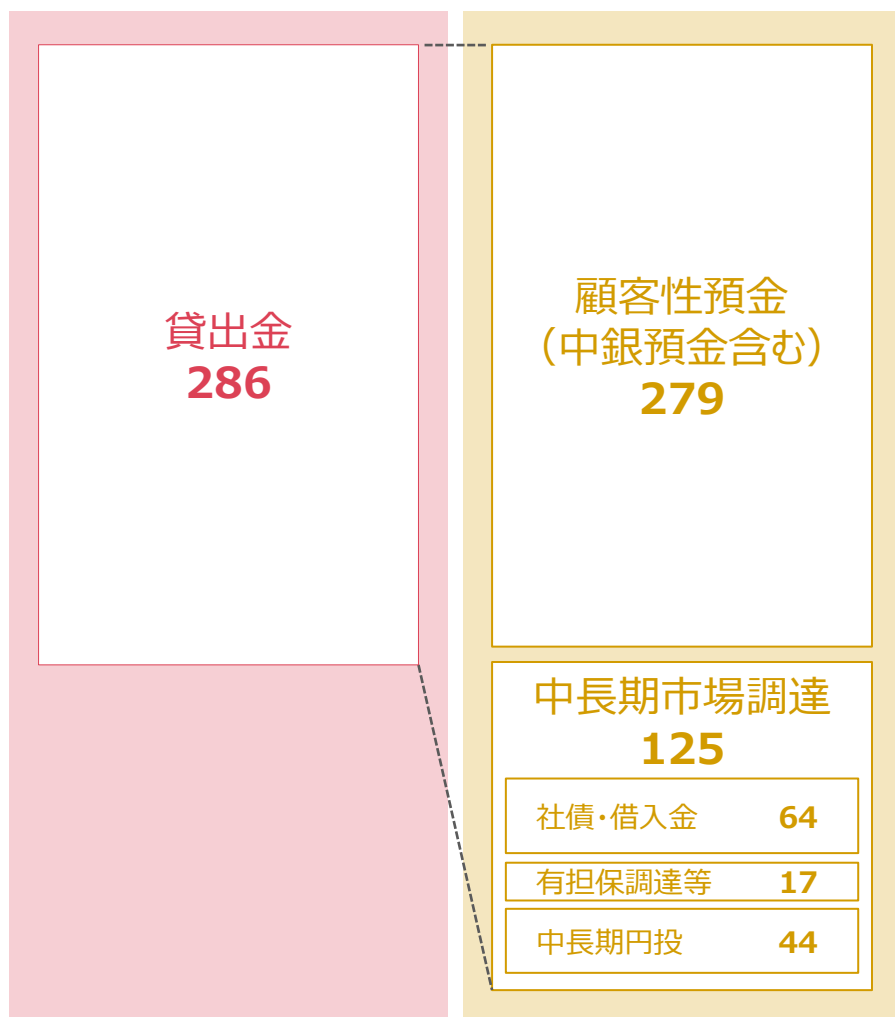 貸出金
286
顧客性預金
（中銀預金含む）
279
中長期市場調達
125
社債・借入金 64
有担保調達等 17
中長期円投 44